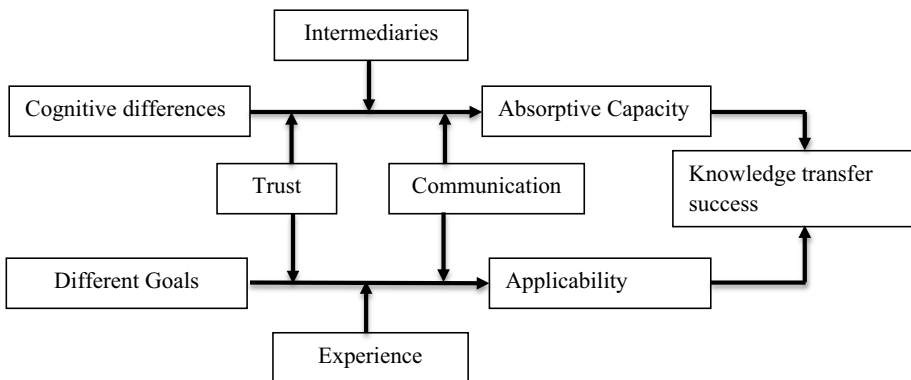 Intermediaries
Cognitive differences
Absorptive Capacity
Trust
Communication
Knowledge transfer
success
Different Goals
Applicability
Experience